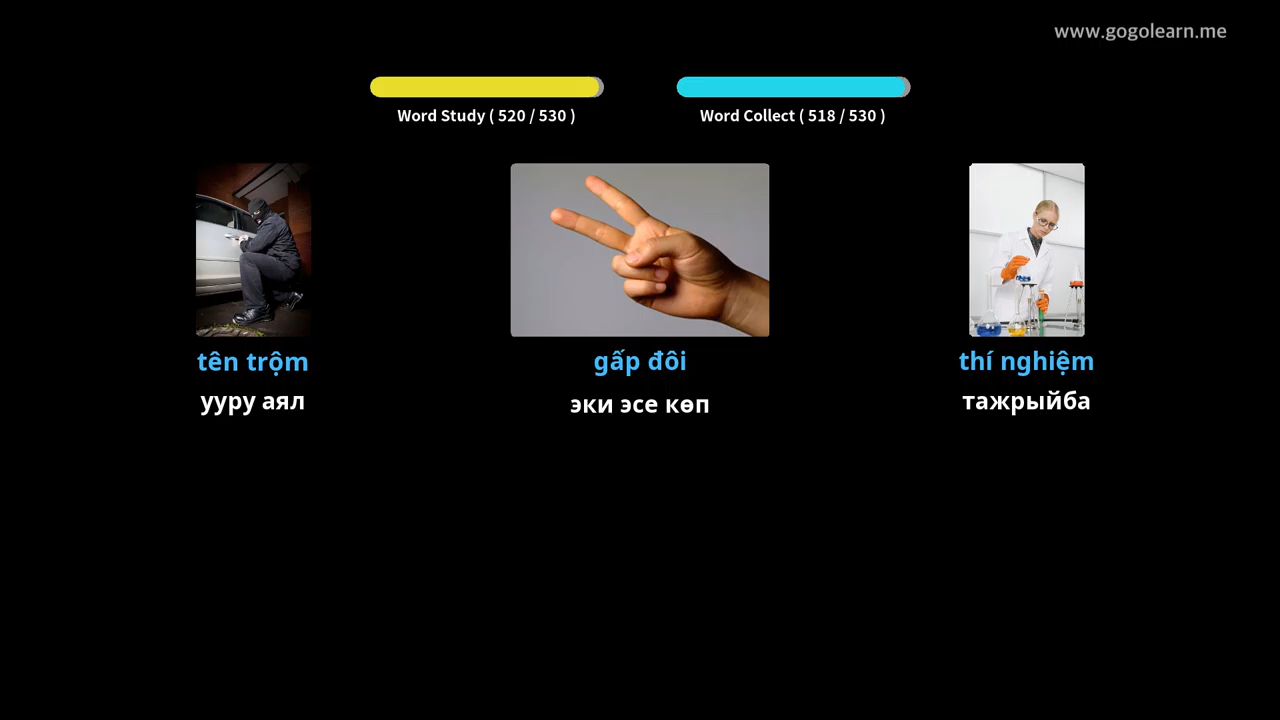 www.gogolearn.me
Word Study ( 520 / 530 )
Word Collect ( 518 / 530 )
tên trộm
gấp đôi
thí nghiệm
ууру аял
эки эсе көп
тажрыйба